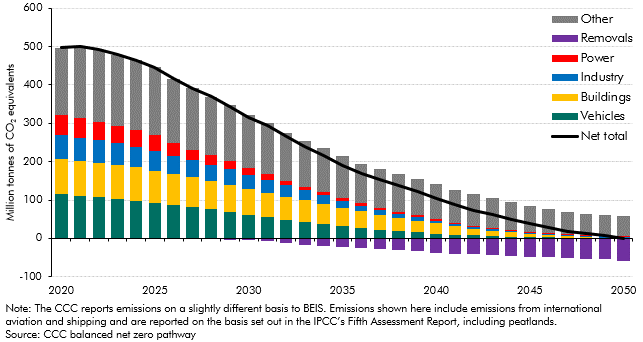 Million tonnes of CO₂ equivalents
600
500
400
300
200
100
0
-100
2020
2025
2030
2035
2040
2045
2050
Other
Removals
Power
Industry
Buildings
Vehicles
Net total
Note: The CCC reports emissions on a slightly different basis to BEIS. Emissions shown here include emissions from international
aviation and shipping and are reported on the basis set out in the IPCC's Fifth Assessment Report, including peatlands.
Source: CCC balanced net zero pathway